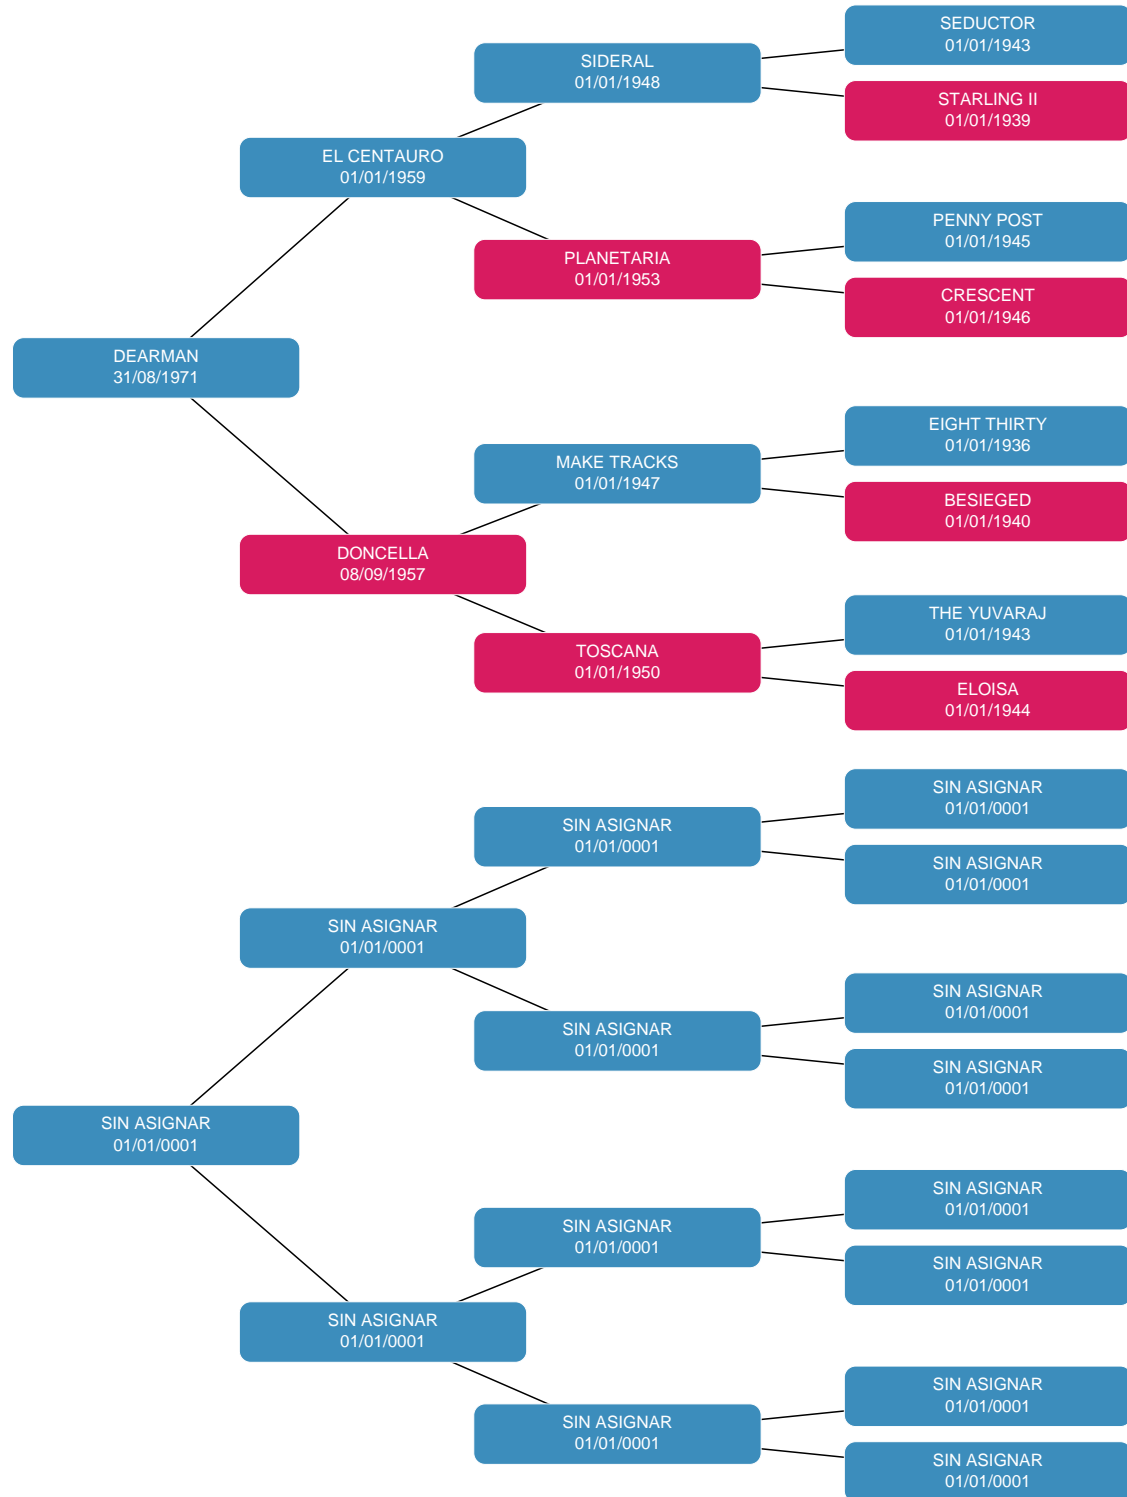 SEDUCTOR
01/01/1943
SIDERAL
01/01/1948
STARLING II
01/01/1939
EL CENTAURO
01/01/1959
PENNY POST
01/01/1945
PLANETARIA
01/01/1953
CRESCENT
01/01/1946
DEARMAN
31/08/1971
EIGHT THIRTY
01/01/1936
MAKE TRACKS
01/01/1947
BESIEGED
01/01/1940
DONCELLA
08/09/1957
THE YUVARAJ
01/01/1943
TOSCANA
01/01/1950
ELOISA
01/01/1944
SIN ASIGNAR
01/01/0001
SIN ASIGNAR
01/01/0001
SIN ASIGNAR
01/01/0001
SIN ASIGNAR
01/01/0001
SIN ASIGNAR
01/01/0001
SIN ASIGNAR
01/01/0001
SIN ASIGNAR
01/01/0001
SIN ASIGNAR
01/01/0001
SIN ASIGNAR
01/01/0001
SIN ASIGNAR
01/01/0001
SIN ASIGNAR
01/01/0001
SIN ASIGNAR
01/01/0001
SIN ASIGNAR
01/01/0001
SIN ASIGNAR
01/01/0001
SIN ASIGNAR
01/01/0001